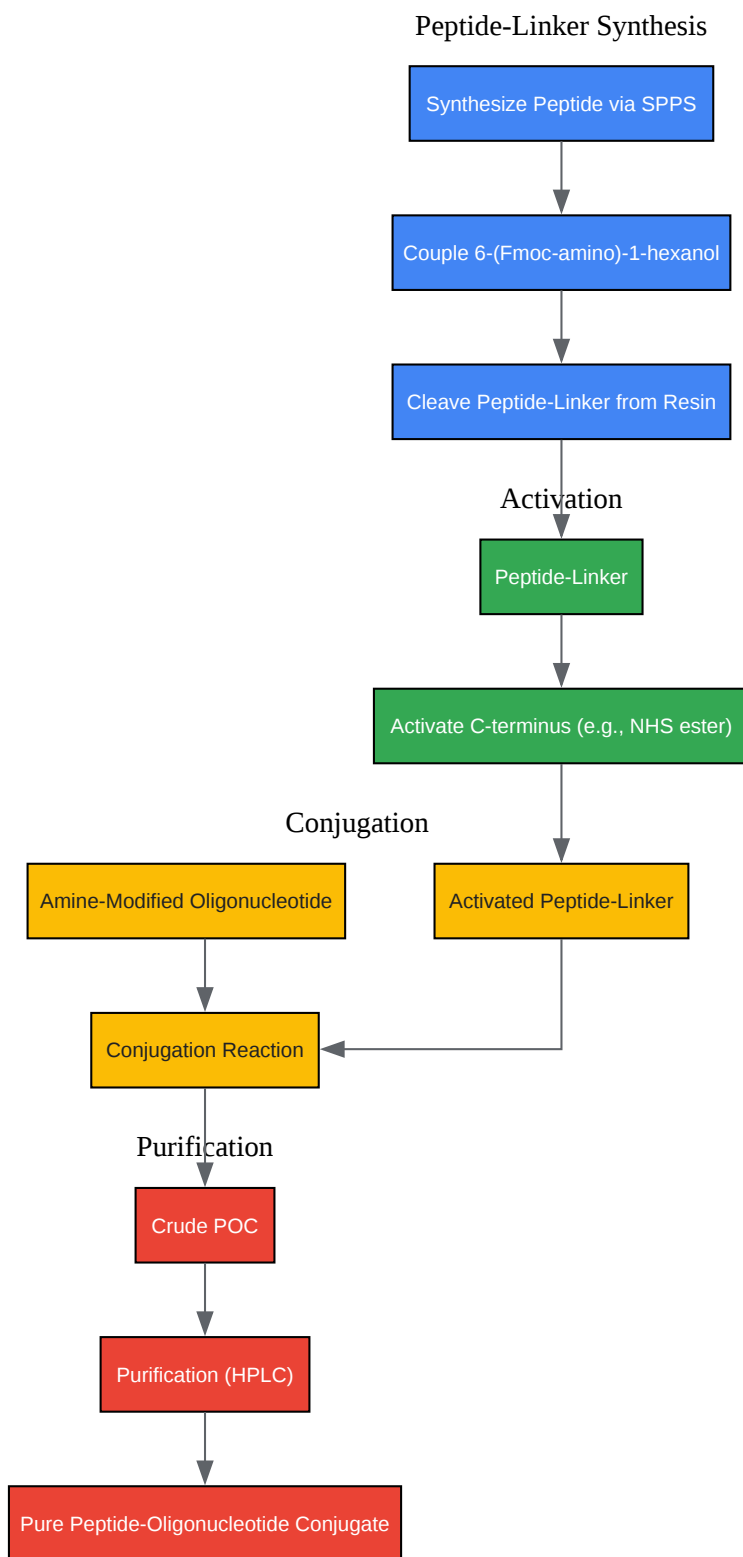 Peptide-Linker Synthesis
Synthesize Peptide via SPPS
Couple 6-(Fmoc-amino)-1-hexanol
Cleave Peptide-Linker from Resin
Activation
Peptide-Linker
Activate C-terminus (e.g., NHS ester)
Conjugation
Amine-Modified Oligonucleotide
Activated Peptide-Linker
Conjugation Reaction
Purification
Crude POC
Purification (HPLC)
Pure Peptide-Oligonucleotide Conjugate